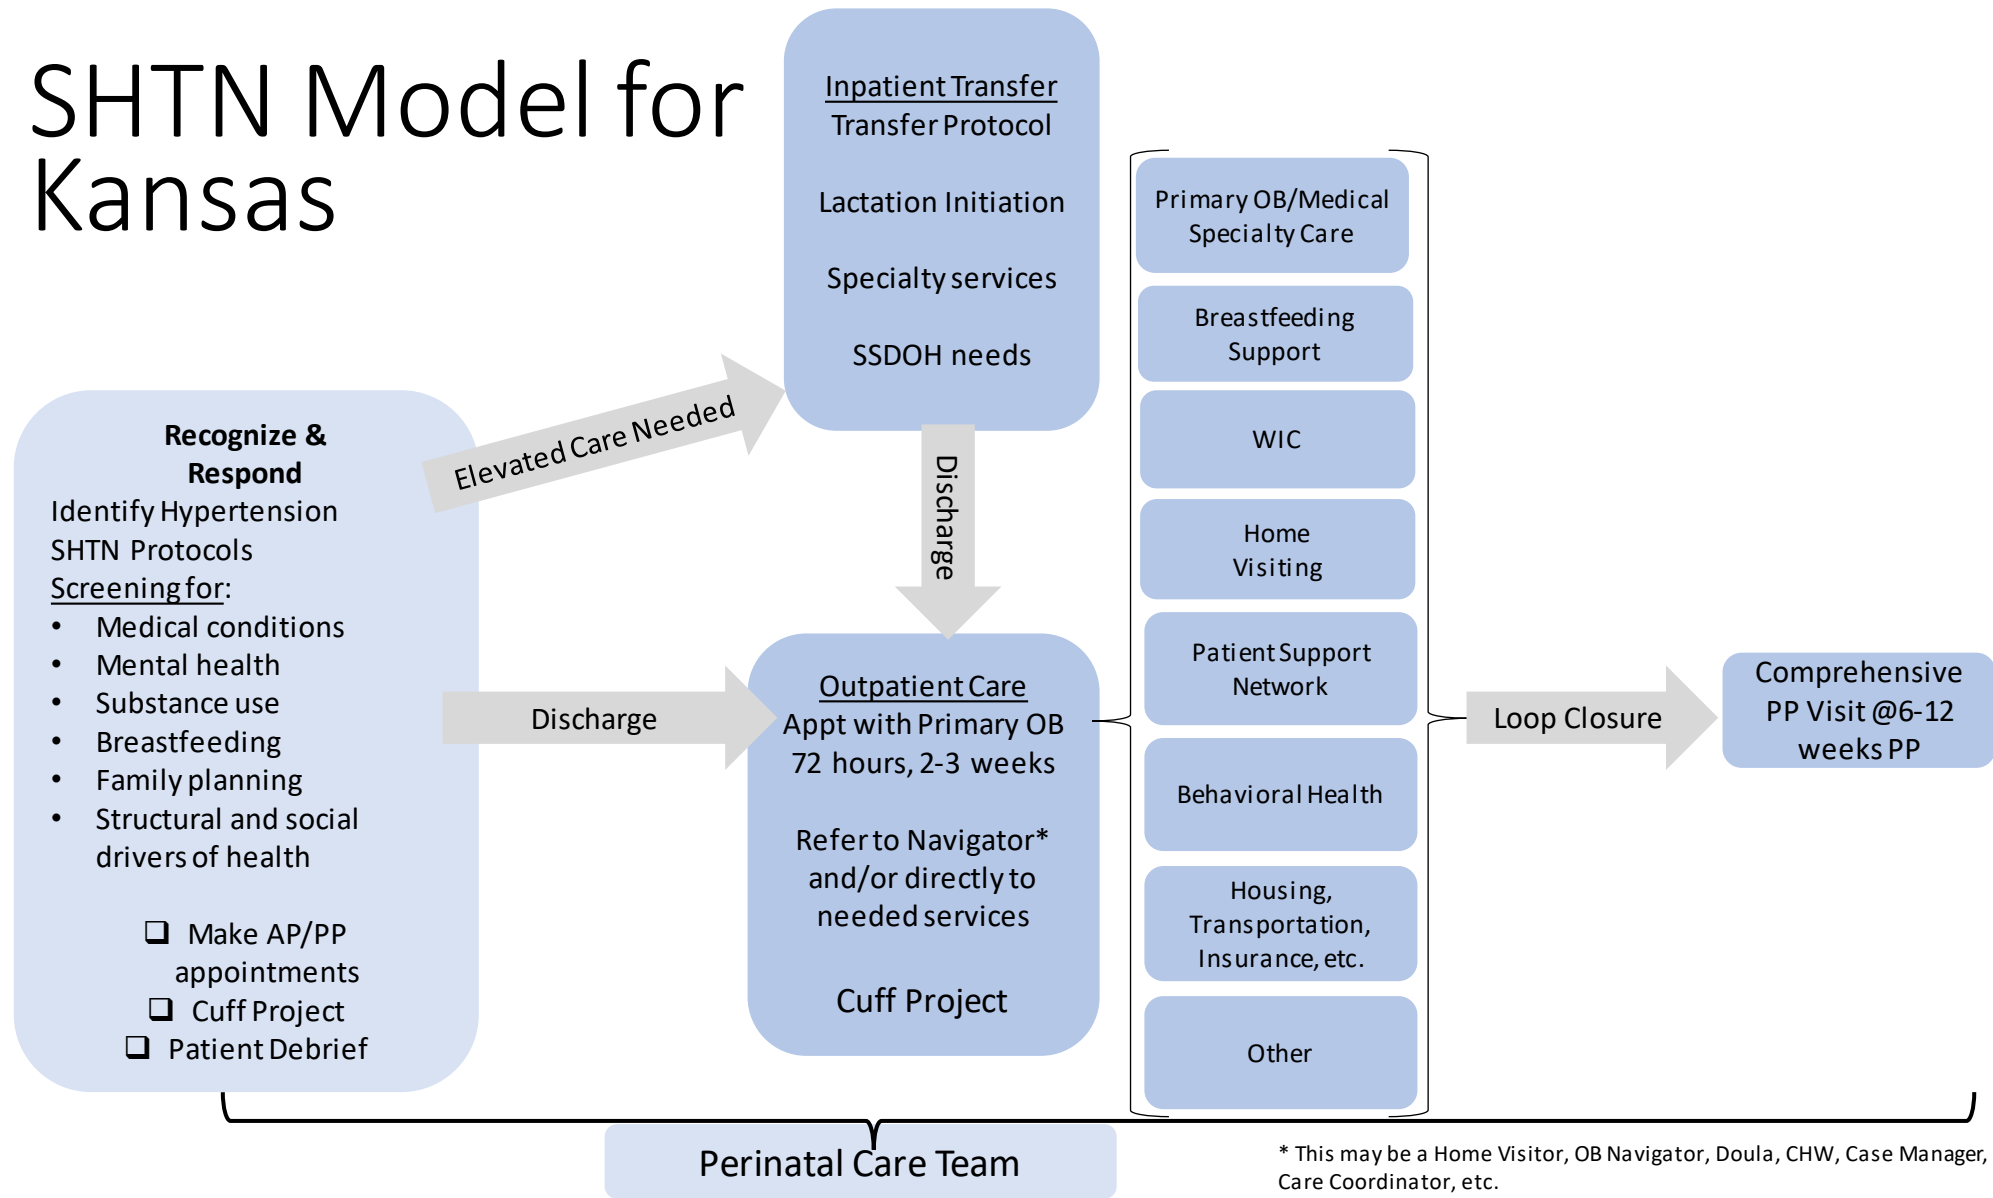 SHTN Model for
Kansas
Recognize &
Respond
Identify Hypertension
SHTN Protocols
Screening for:
• Medical conditions
• Mental health
• Substance use
• Breastfeeding
• Family planning
• Structural and social
drivers of health
❑ Make AP/PP
appointments
❑ Cuff Project
❑ Patient Debrief
Elevated Care Needed
Discharge
Inpatient Transfer
Transfer Protocol
Lactation Initiation
Specialty services
SSDOH needs
Discharge
Outpatient Care
Appt with Primary OB
72 hours, 2-3 weeks
Refer to Navigator*
and/or directly to
needed services
Cuff Project
Primary OB/Medical
Specialty Care
Breastfeeding
Support
WIC
Home
Visiting
Patient Support
Network
Behavioral Health
Housing,
Transportation,
Insurance, etc.
Other
Loop Closure
Comprehensive
PP Visit @6-12
weeks PP
Perinatal Care Team
* This may be a Home Visitor, OB Navigator, Doula, CHW, Case Manager,
Care Coordinator, etc.